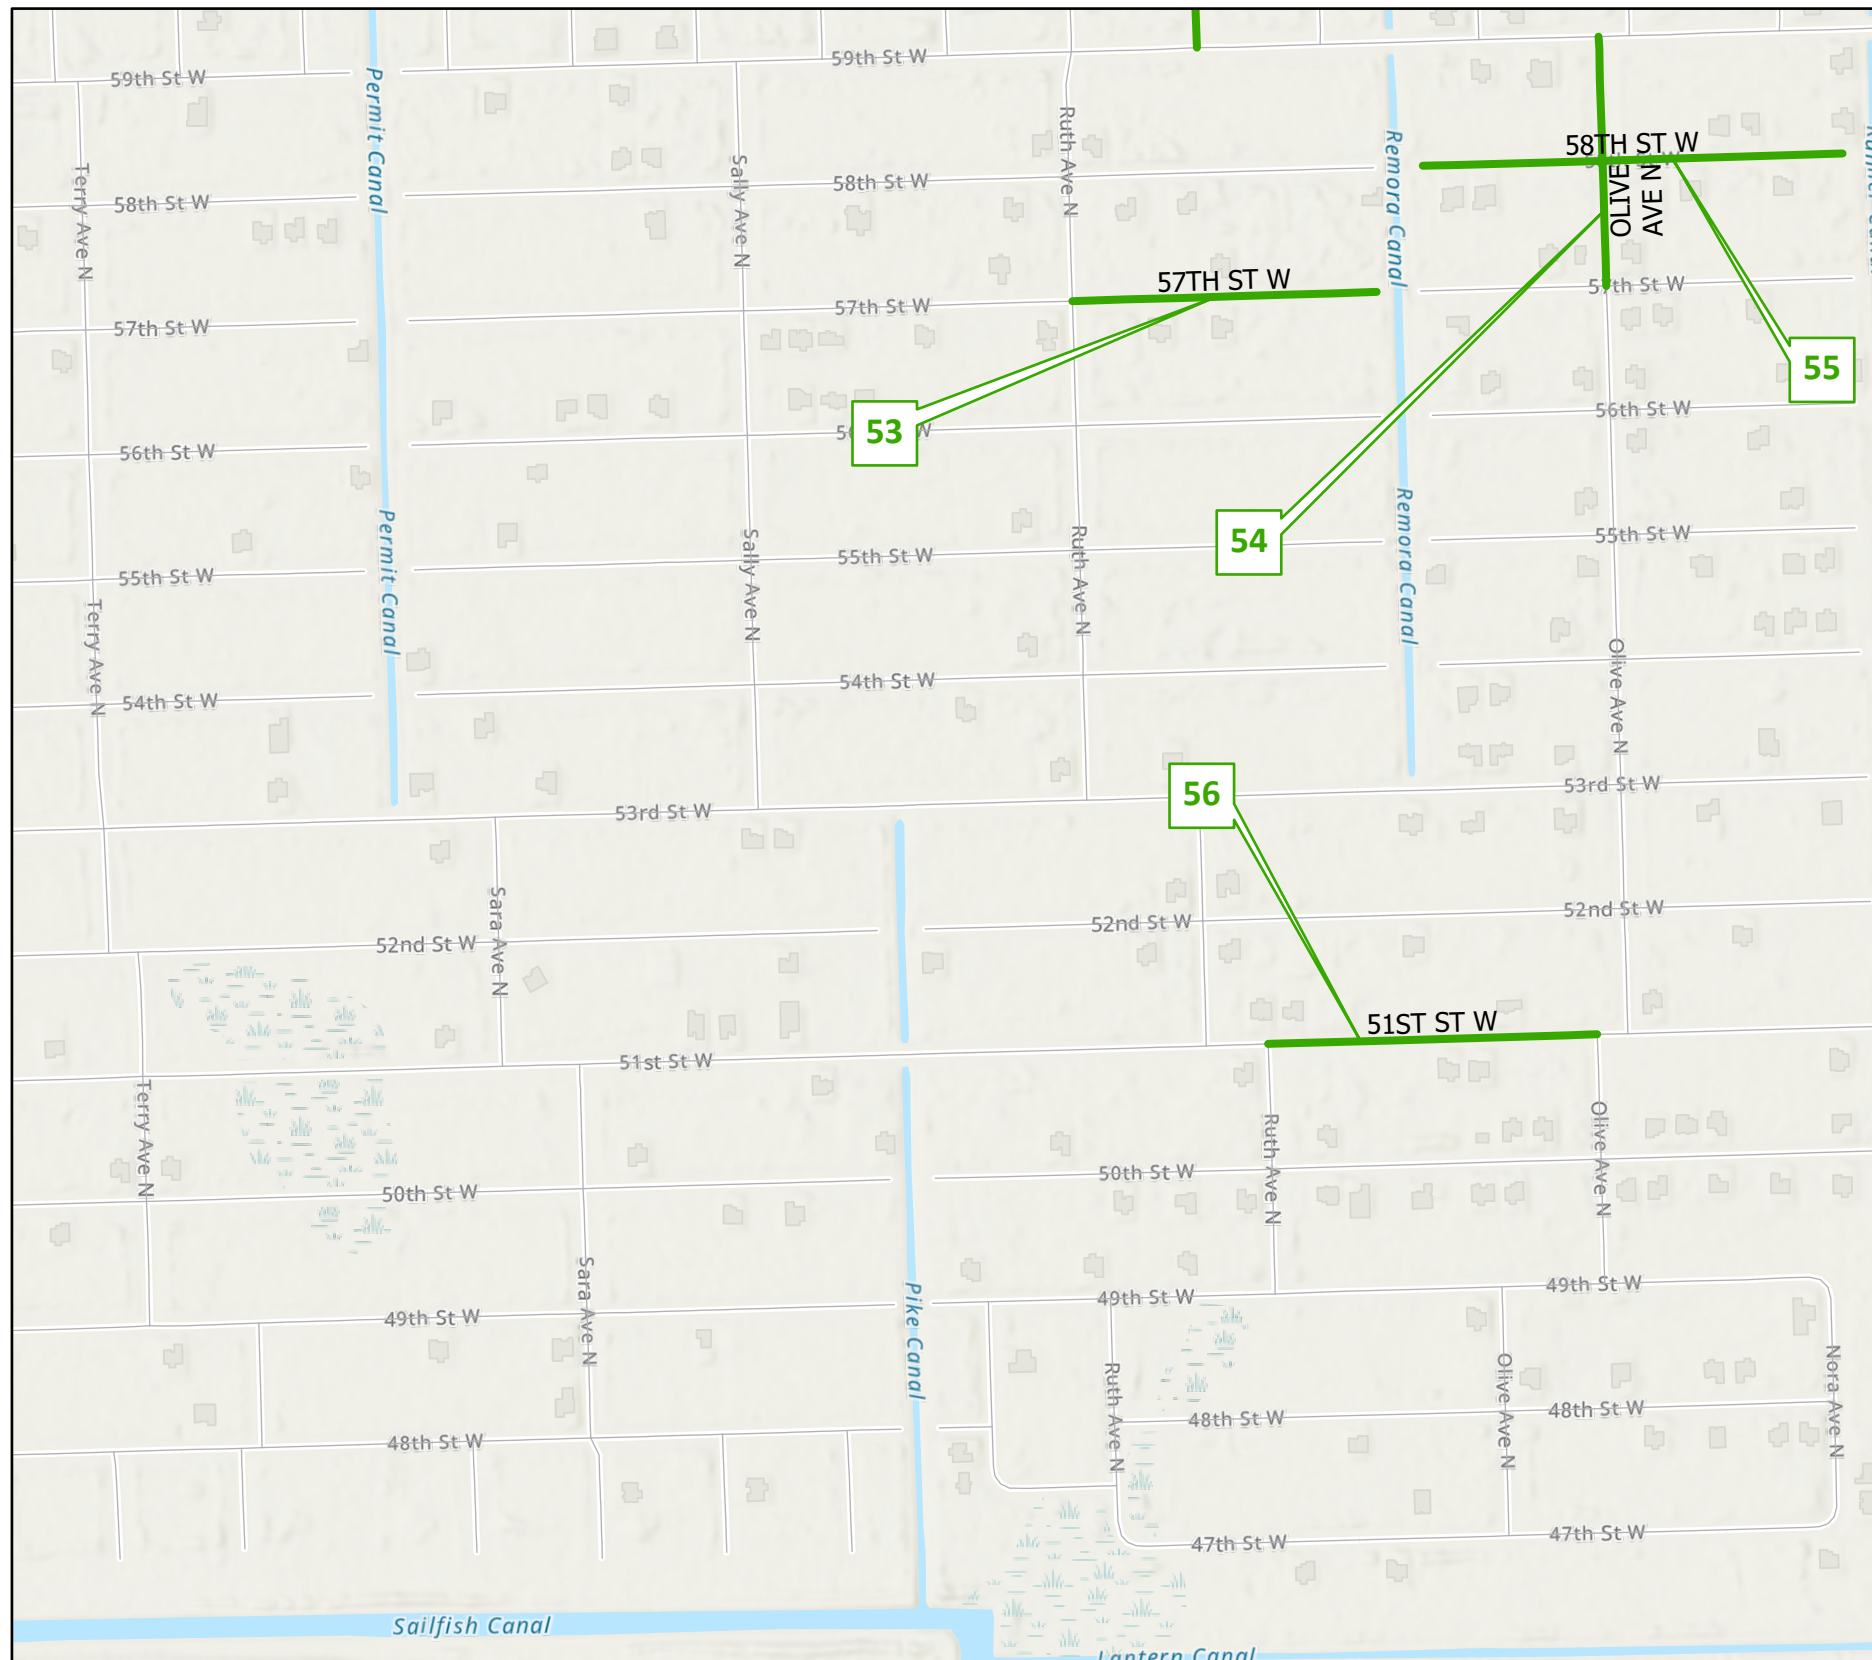 59th St W
59th St W
Permit Canal
Ruth Ave N
Remora Canal
58TH ST W
Terry Ave N
Sally Ave N
58th St W
58th St W
OLIVE
AVE N
57TH ST W
57th St W
57th St W
57th St W
55
53
56th St W
56th St W
54
Remora Canal
Permit Canal
Sally Ave N
Ruth Ave N
55th St W
55th St W
55th St W
Terry Ave N
54th St W
54th St W
Olive Ave N
56
53rd St W
53rd St W
Sara Ave N
52nd St W
52nd St W
52nd St W
51ST ST W
51st St W
Terry Ave N
Ruth Ave N
Olive Ave N
50th St W
50th St W
Sara Ave N
49th St W
49th St W
49th St W
Pike Canal
Ruth Ave N
Olive Ave N
Nora Ave N
48th St W
48th St W
48th St W
47th St W
47th St W
Sailfish Canal
Lantern Canal